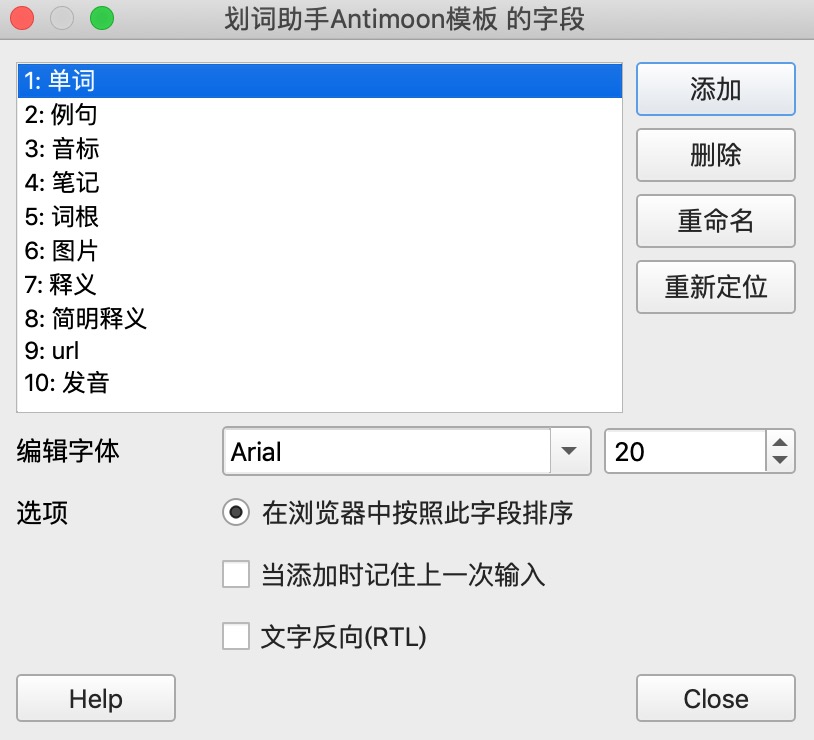 划词助手Antimoon模板 的字段
1: 单词
2: 例句
3: 音标
4: 笔记
5: 词根
6: 图片
7: 释义
8: 简明释义
9: url
10: 发音
添加
删除
重命名
重新定位
编辑字体 Arial 20
选项 在浏览器中按照此字段排序
当添加时记住上一次输入
文字反向(RTL)
Help Close